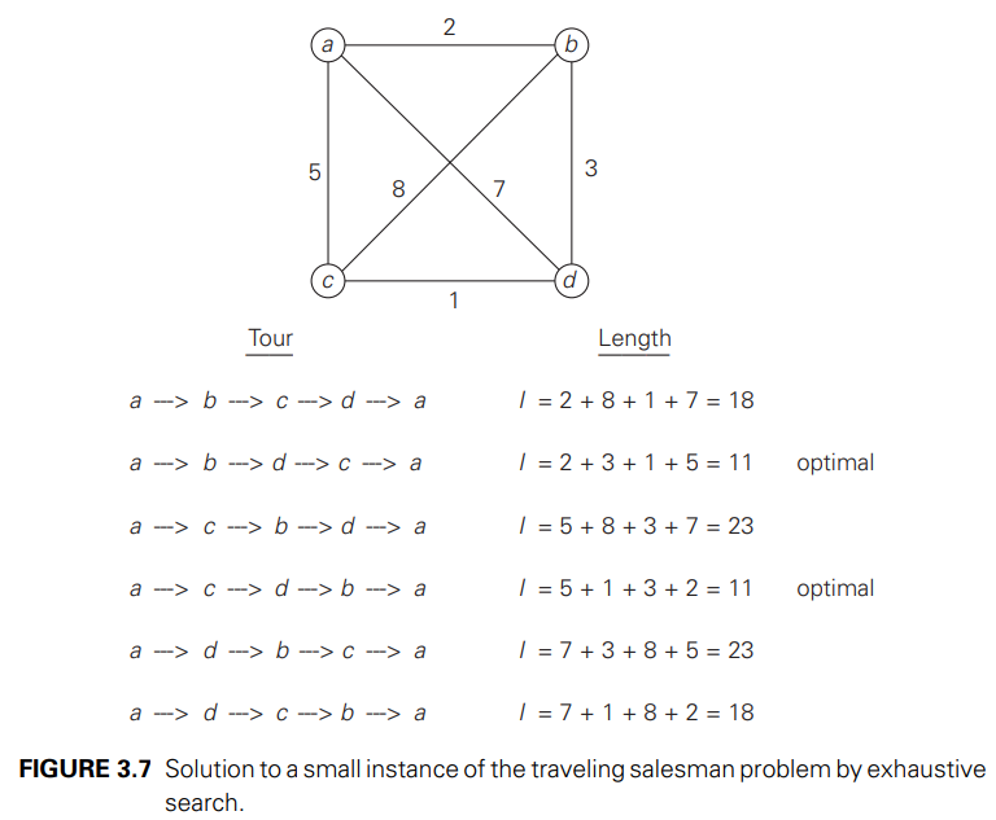 2
a b
5 8 7 3
c d
1
Tour Length
a ---> b ---> c ---> d ---> a l = 2 + 8 + 1 + 7 = 18
a ---> b ---> d ---> c ---> a l = 2 + 3 + 1 + 5 = 11 optimal
a ---> c ---> b ---> d ---> a l = 5 + 8 + 3 + 7 = 23
a ---> c ---> d ---> b ---> a l = 5 + 1 + 3 + 2 = 11 optimal
a ---> d ---> b ---> c ---> a l = 7 + 3 + 8 + 5 = 23
a ---> d ---> c ---> b ---> a l = 7 + 1 + 8 + 2 = 18
FIGURE 3.7 Solution to a small instance of the traveling salesman problem by exhaustive
search.